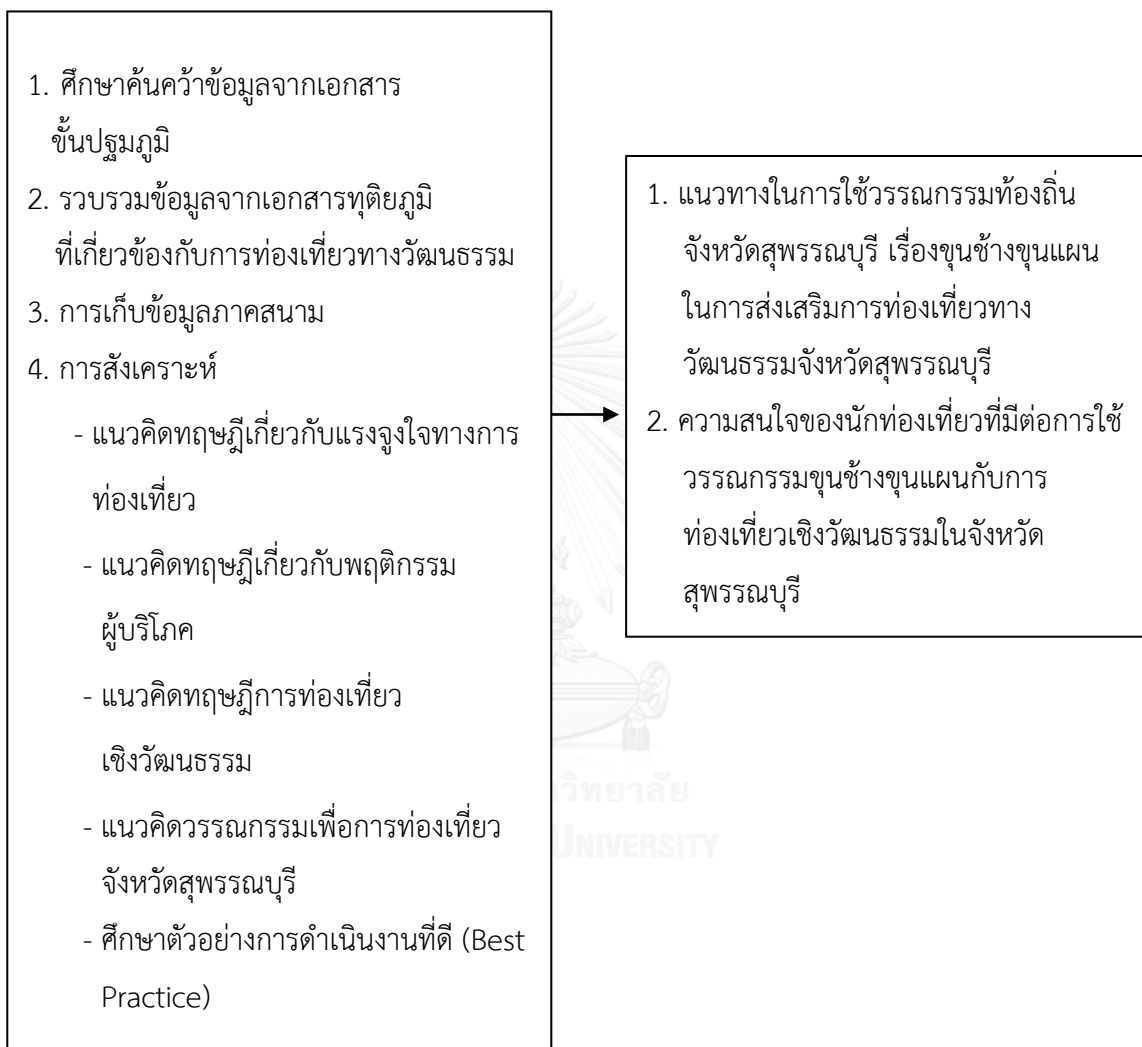 1. ศึกษาค้นคว้าข้อมูลจากเอกสาร
ขั้นปฐมภูมิ
2. รวบรวมข้อมูลจากเอกสารทุติยภูมิ
ที่เกี่ยวข้องกับการท่องเที่ยวทางวัฒนธรรม
3. การเก็บข้อมูลภาคสนาม
4. การสังเคราะห์
- แนวคิดทฤษฎีเกี่ยวกับแรงจูงใจทางการ
ท่องเที่ยว
- แนวคิดทฤษฎีเกี่ยวกับพฤติกรรม
ผู้บริโภค
- แนวคิดทฤษฎีการท่องเที่ยว
เชิงวัฒนธรรม
- แนวคิดวรรณกรรมเพื่อการท่องเที่ยว
จังหวัดสุพรรณบุรี
- ศึกษาตัวอย่างการดำเนินงานที่ดี (Best
Practice)
1. แนวทางในการใช้วรรณกรรมท้องถิ่น
จังหวัดสุพรรณบุรี เรื่องขุนช้างขุนแผน
ในการส่งเสริมการท่องเที่ยวทาง
วัฒนธรรมจังหวัดสุพรรณบุรี
2. ความสนใจของนักท่องเที่ยวที่มีต่อการใช้
วรรณกรรมขุนช้างขุนแผนกับการ
ท่องเที่ยวเชิงวัฒนธรรมในจังหวัด
สุพรรณบุรี
วิทยาลัย
UNIVERSITY